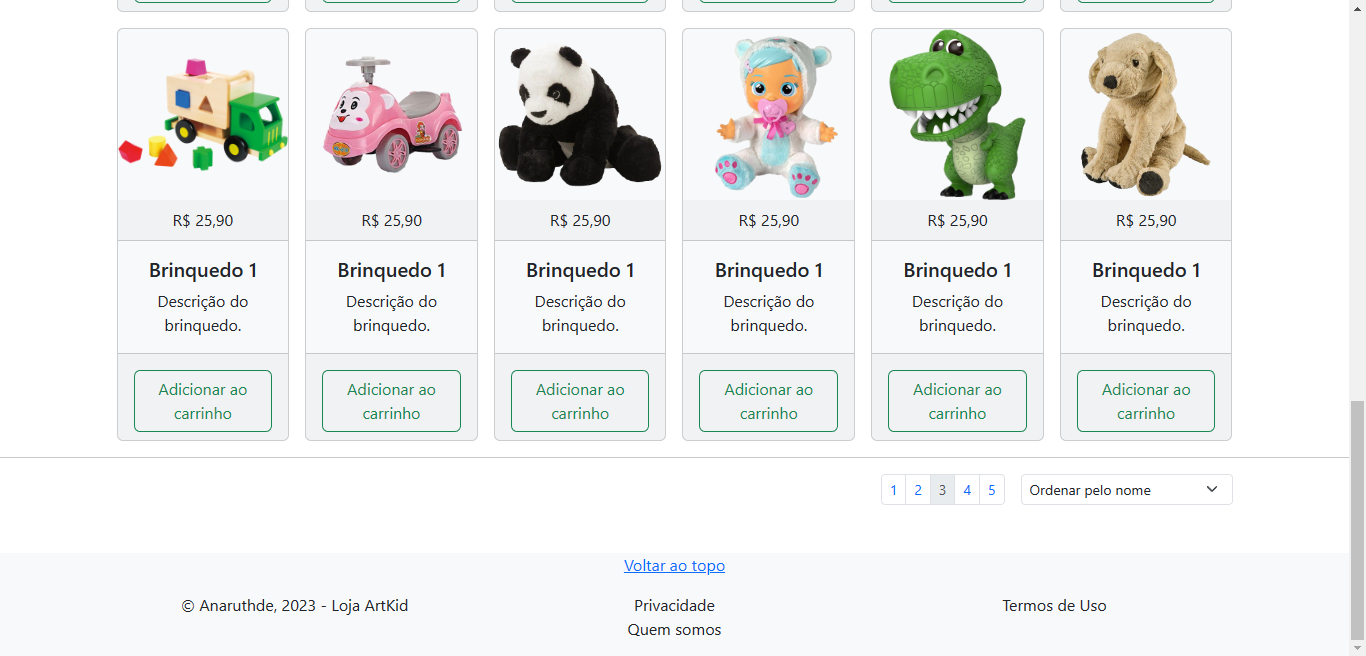 R$ 25,90 R$ 25,90 R$ 25,90 R$ 25,90 R$ 25,90 R$ 25,90
Brinquedo 1 Brinquedo 1 Brinquedo 1 Brinquedo 1 Brinquedo 1 Brinquedo 1
Descrição do Descrição do Descrição do Descrição do Descrição do Descrição do
brinquedo. brinquedo. brinquedo. brinquedo. brinquedo. brinquedo.
Adicionar ao Adicionar ao Adicionar ao Adicionar ao Adicionar ao Adicionar ao
carrinho carrinho carrinho carrinho carrinho carrinho
1 2 3 4 5 Ordenar pelo nome
Voltar ao topo
© Anaruthde, 2023 - Loja ArtKid Privacidade Termos de Uso
Quem somos